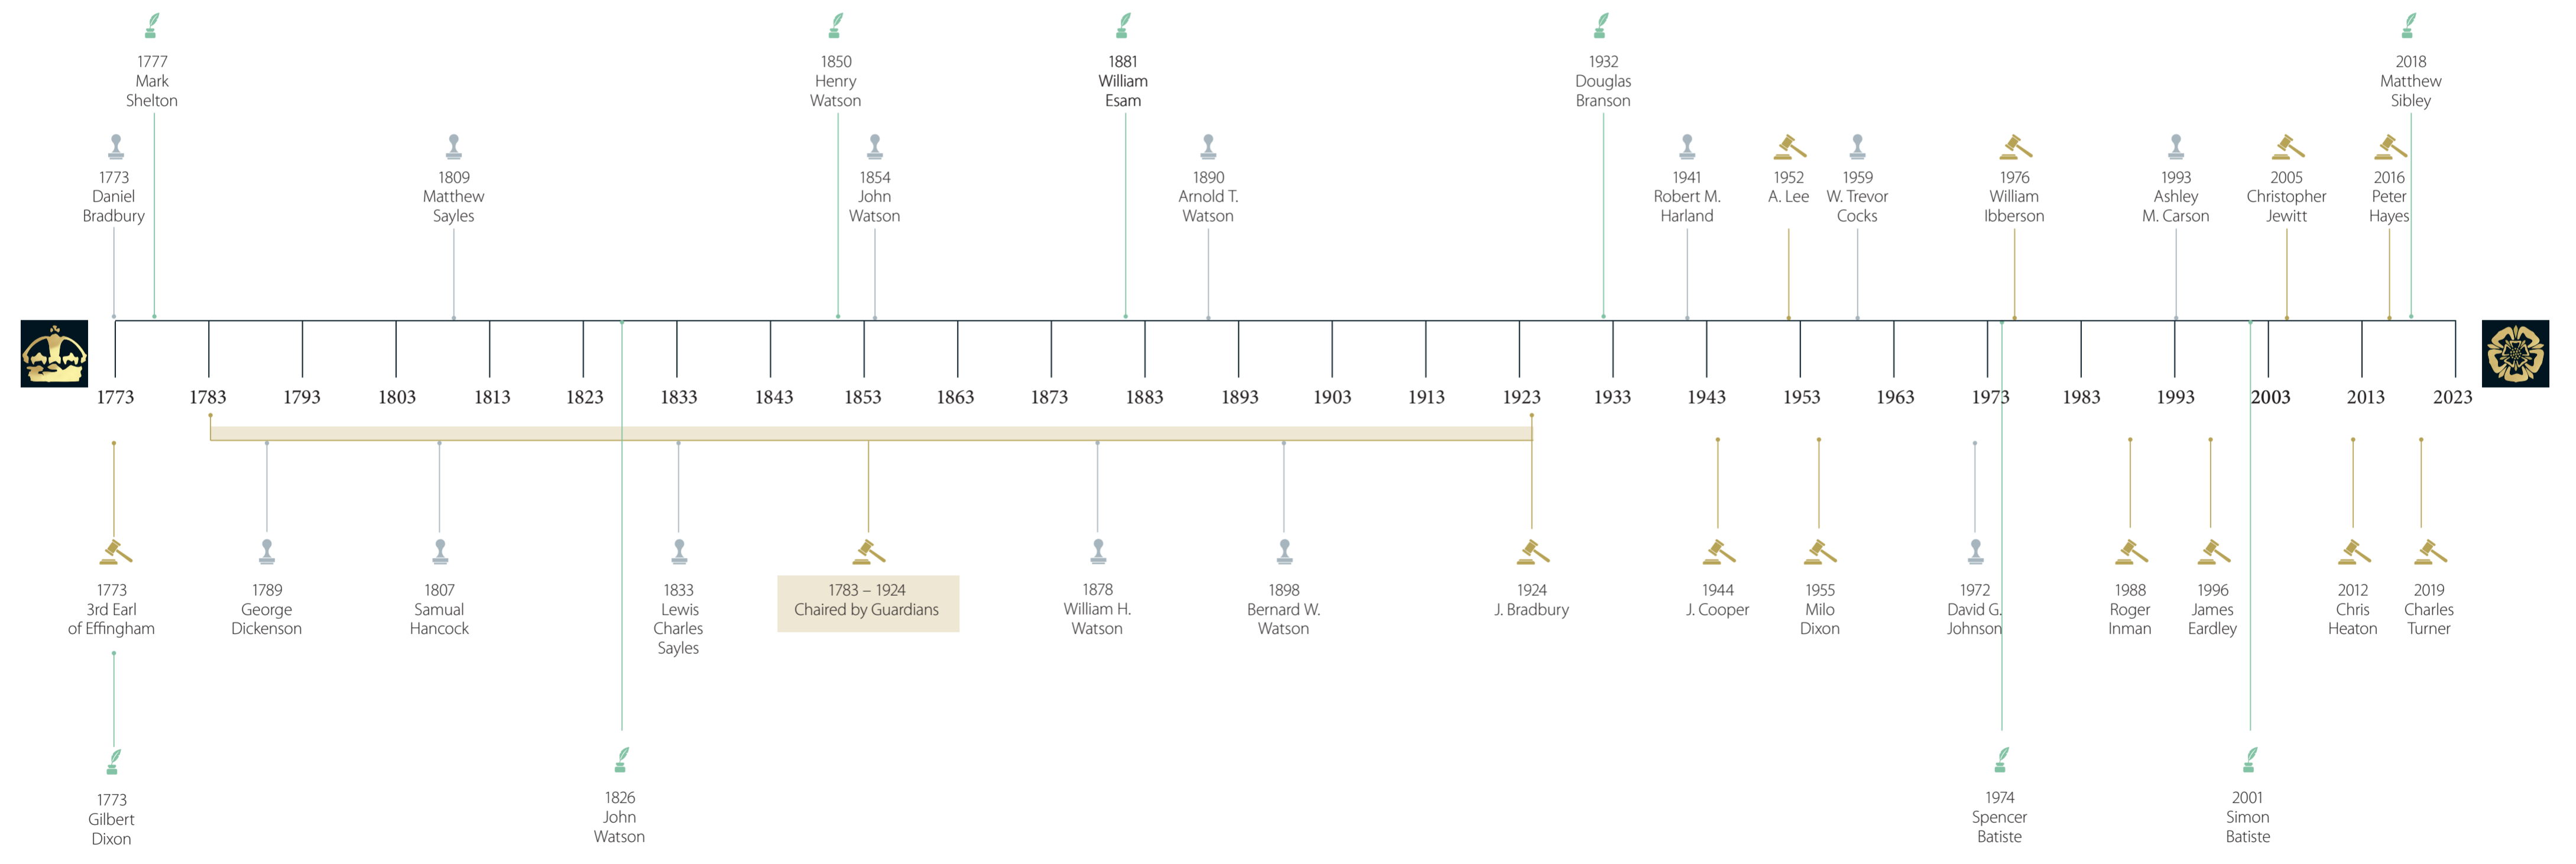 1777
Mark
Shelton
1850
Henry
Watson
1881
William
Esam
1932
Douglas
Branson
2018
Matthew
Sibley
1773
Daniel
Bradbury
1809
Matthew
Sayles
1854
John
Watson
1890
Arnold T.
Watson
1941
Robert M.
Harland
1952
A. Lee
1959
W. Trevor
Cocks
1976
William
Ibberson
1993
Ashley
M. Carson
2005
Christopher
Jewitt
2016
Peter
Hayes
1773 1783 1793 1803 1813 1823 1833 1843 1853 1863 1873 1883 1893 1903 1913 1923 1933 1943 1953 1963 1973 1983 1993 2003 2013 2023
1773
3rd Earl
of Effingham
1789
George
Dickenson
1807
Samual
Hancock
1833
Lewis
Charles
Sayles
1783 – 1924
Chaired by Guardians
1878
William H.
Watson
1898
Bernard W.
Watson
1924
J. Bradbury
1944
J. Cooper
1955
Milo
Dixon
1972
David G.
Johnson
1988
Roger
Inman
1996
James
Eardley
2012
Chris
Heaton
2019
Charles
Turner
1773
Gilbert
Dixon
1826
John
Watson
1974
Spencer
Batiste
2001
Simon
Batiste